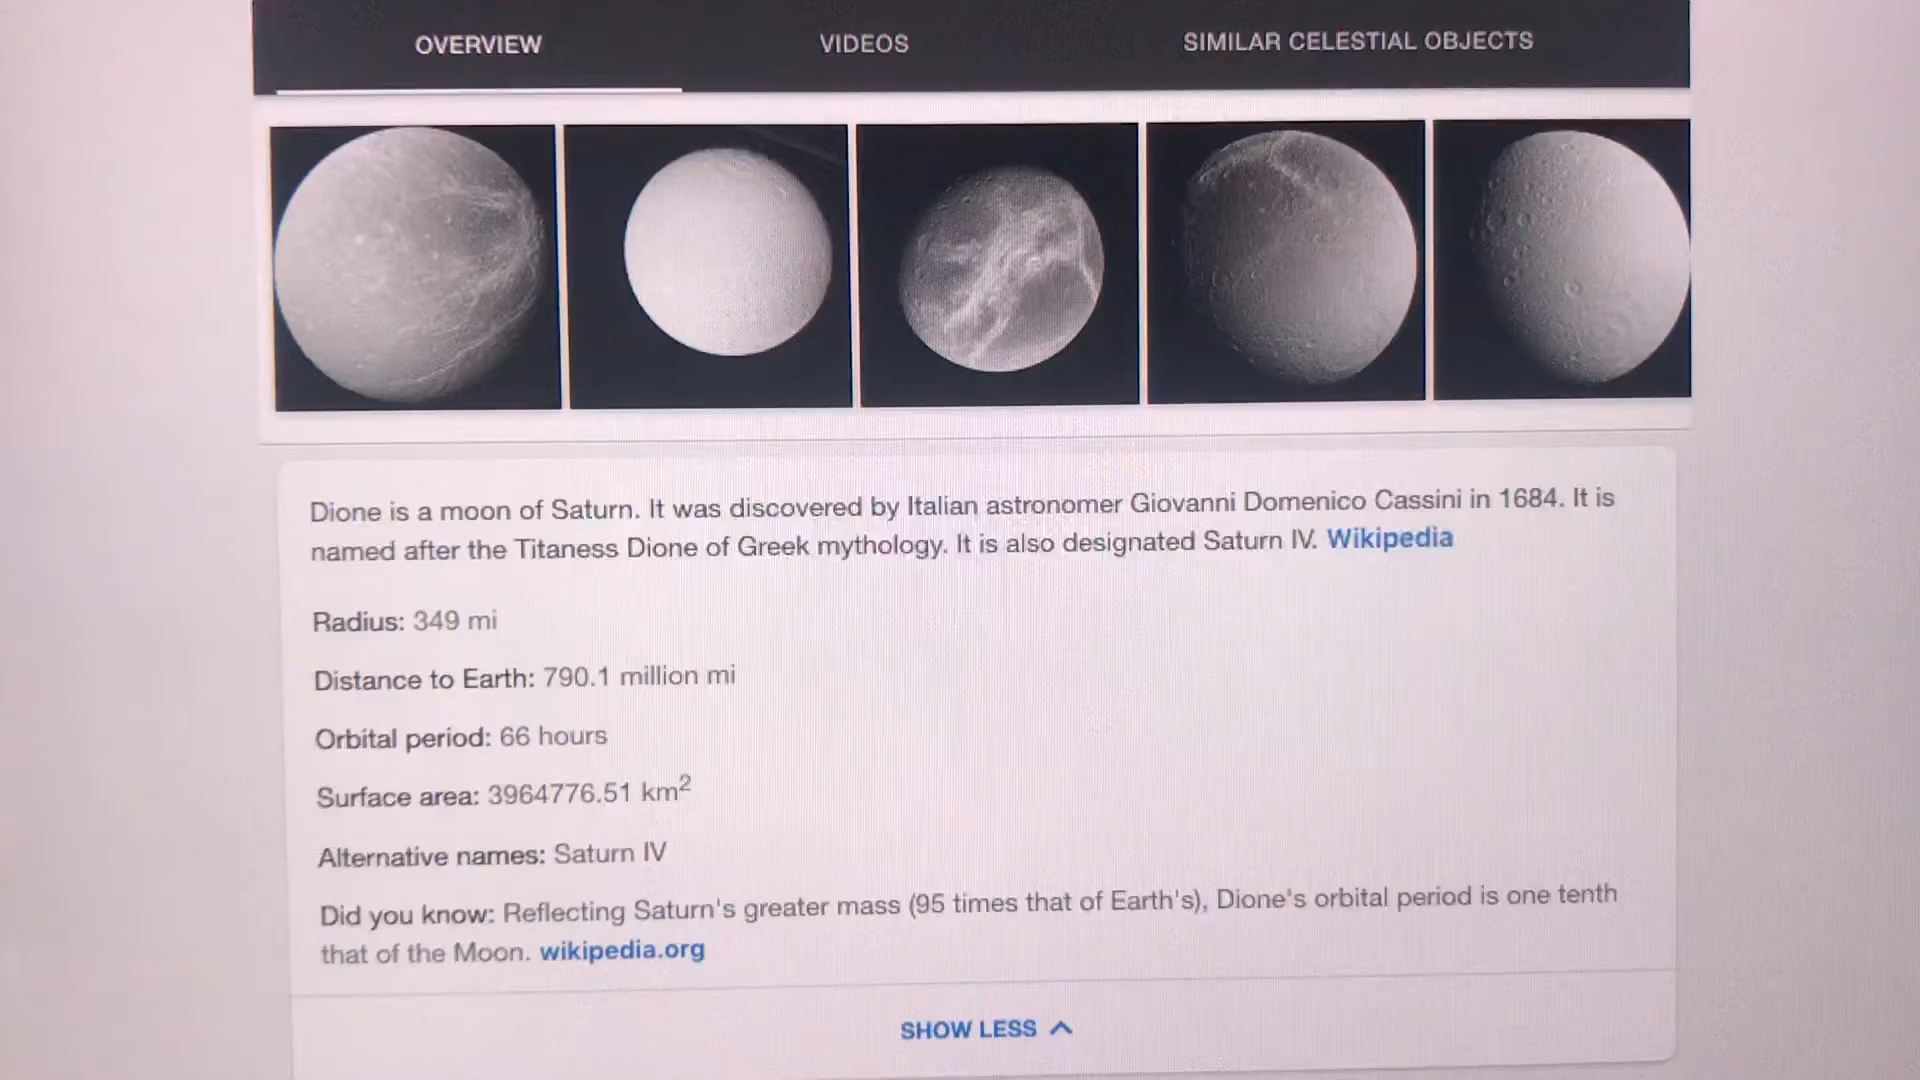 OVERVIEW VIDEOS SIMILAR CELESTIAL OBJECTS
Dione is a moon of Saturn. It was discovered by Italian astronomer Giovanni Domenico Cassini in 1684. It is
named after the Titaness Dione of Greek mythology. It is also designated Saturn IV. Wikipedia
Radius: 349 mi
Distance to Earth: 790.1 million mi
Orbital period: 66 hours
Surface area: 3964776.51 km²
Alternative names: Saturn IV
Did you know: Reflecting Saturn's greater mass (95 times that of Earth's), Dione's orbital period is one tenth
that of the Moon. wikipedia.org
SHOW LESS